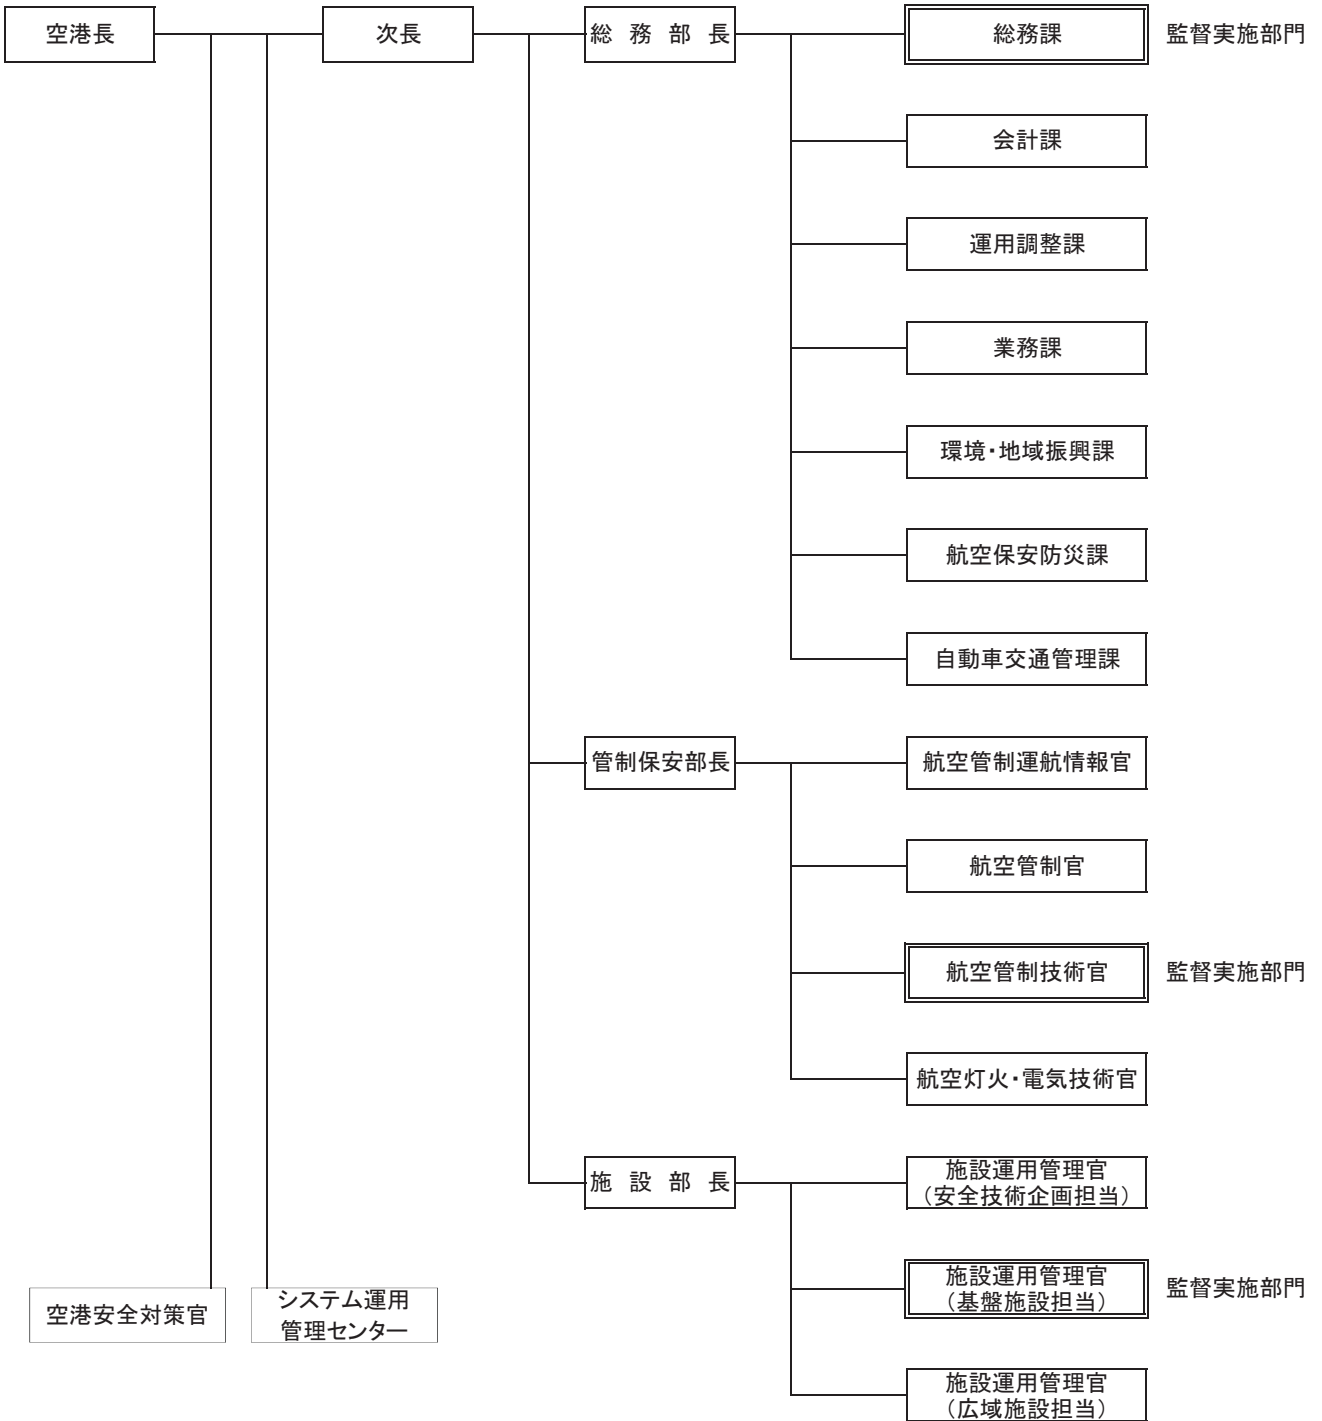 空港長
次長
総務部長
総務課
監督実施部門
会計課
運用調整課
業務課
環境・地域振興課
航空保安防災課
自動車交通管理課
管制保安部長
航空管制運航情報官
航空管制官
航空管制技術官
監督実施部門
航空灯火・電気技術官
施設部長
施設運用管理官
（安全技術企画担当）
施設運用管理官
（基盤施設担当）
監督実施部門
空港安全対策官
システム運用
管理センター
施設運用管理官
（広域施設担当）